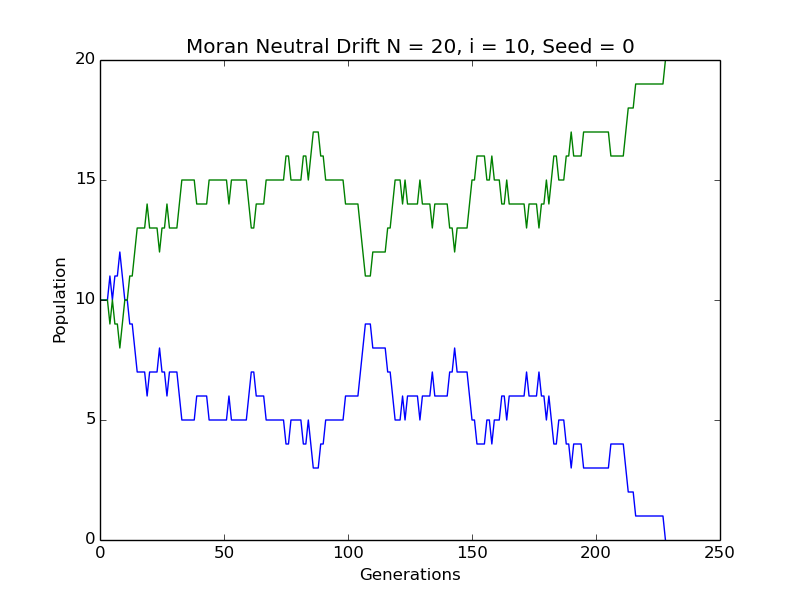 Moran Neutral Drift N = 20, i = 10, Seed = 0
20
15
10
5
0
Population
0 50 100 150 200 250
Generations